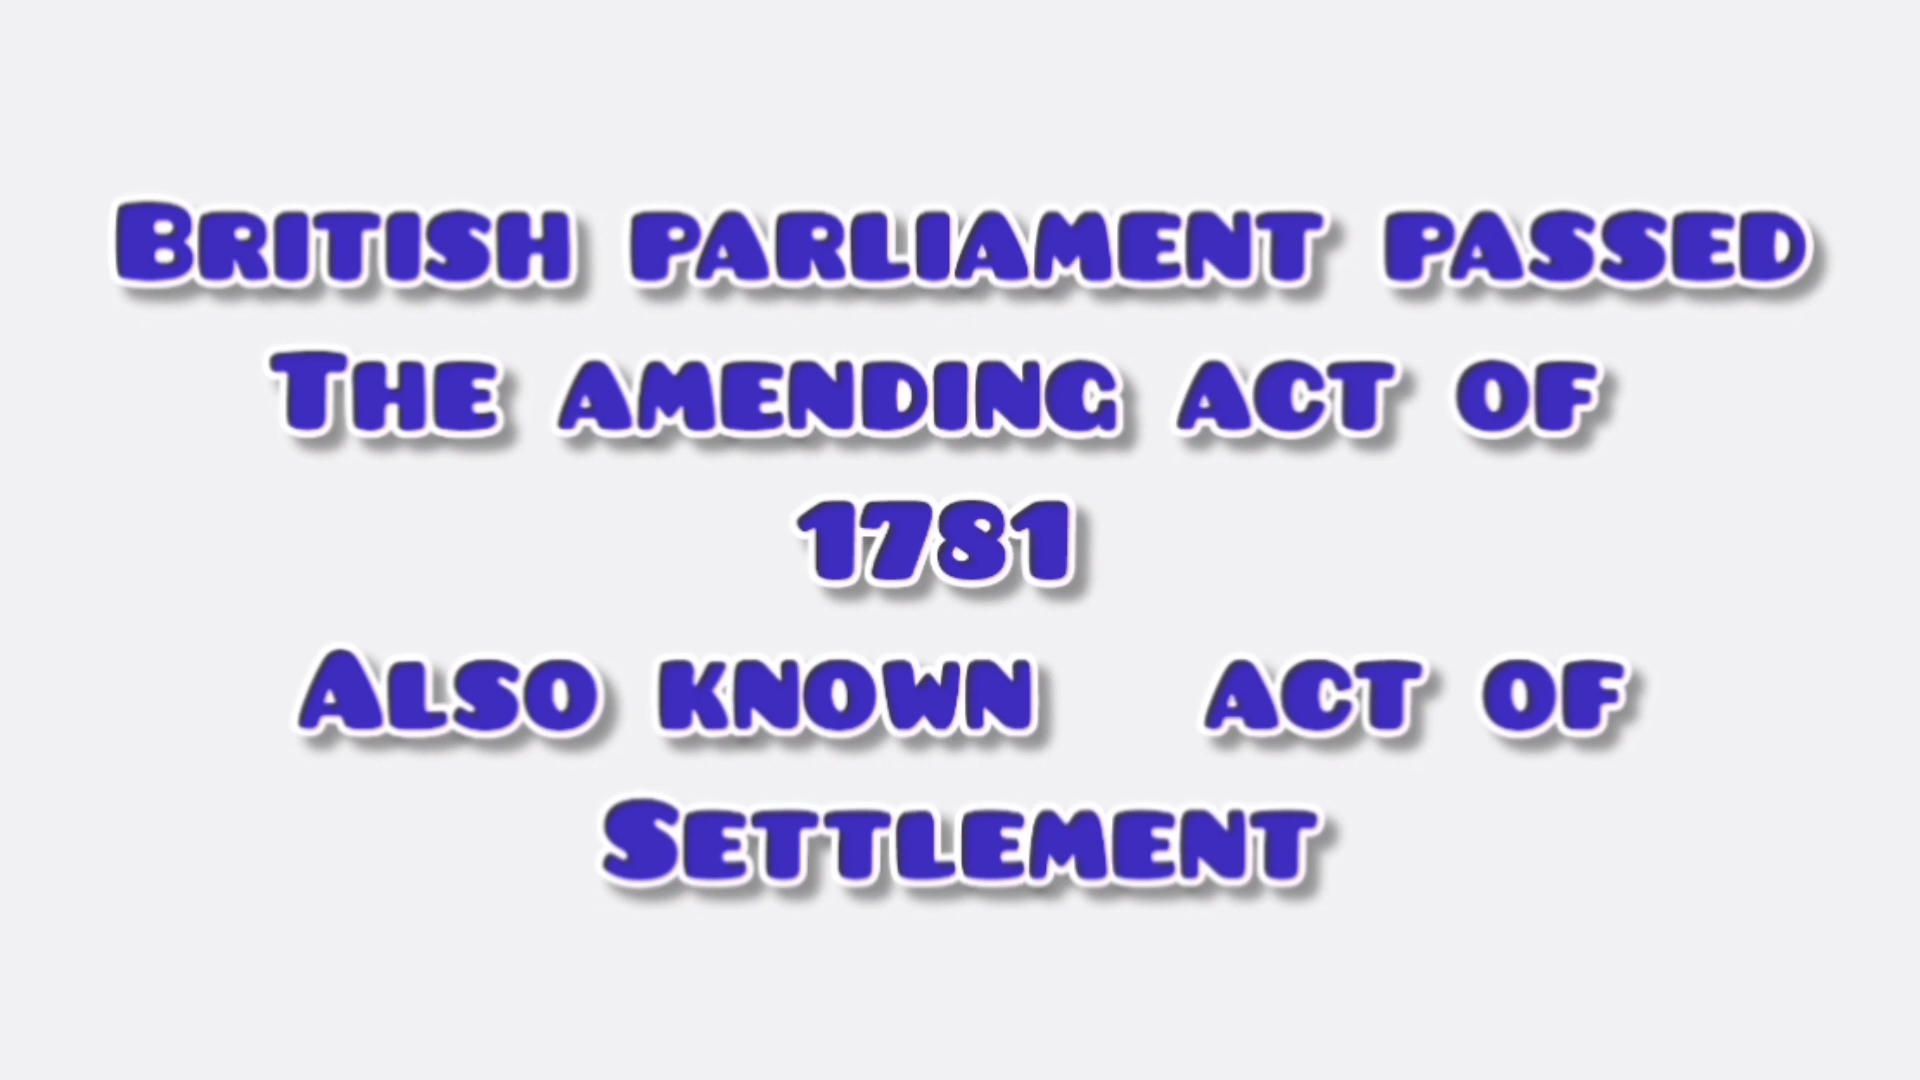 British parliament passed
The amending act of
1781
Also known act of
Settlement